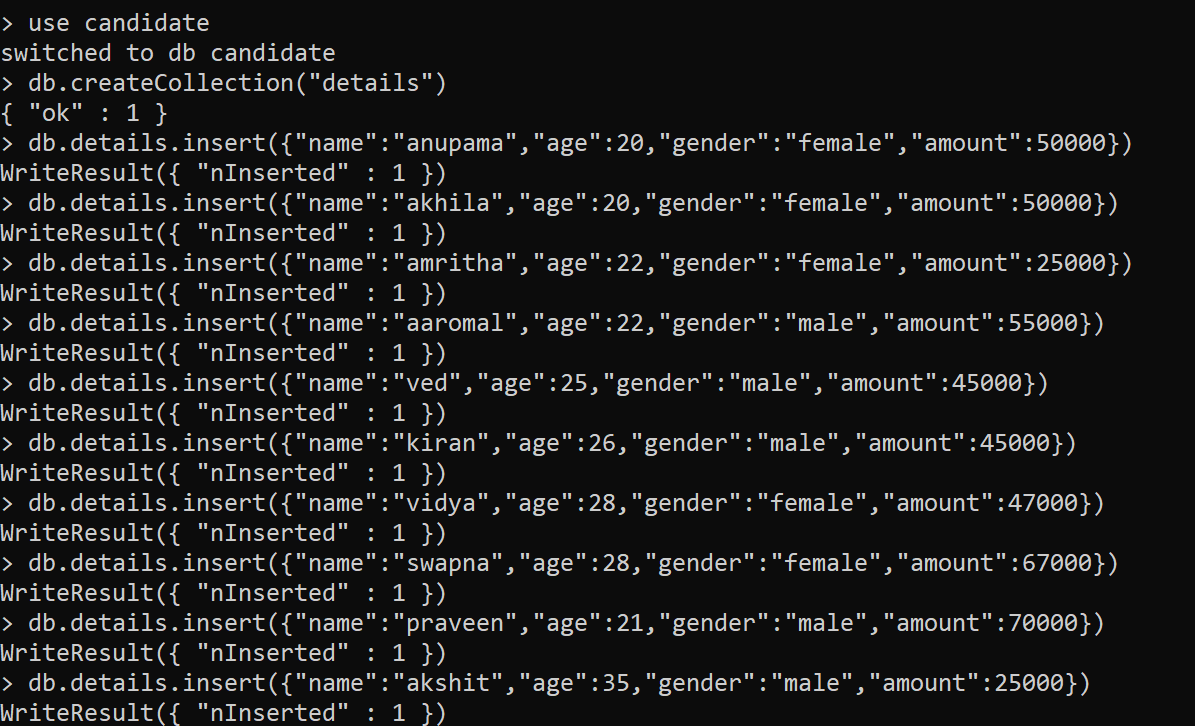 > use candidate
switched to db candidate
> db.createCollection("details")
{ "ok" : 1 }
> db.details.insert({"name":"anupama","age":20,"gender":"female","amount":50000})
WriteResult({ "nInserted" : 1 })
> db.details.insert({"name":"akhila","age":20,"gender":"female","amount":50000})
WriteResult({ "nInserted" : 1 })
> db.details.insert({"name":"amritha","age":22,"gender":"female","amount":25000})
WriteResult({ "nInserted" : 1 })
> db.details.insert({"name":"aaromal","age":22,"gender":"male","amount":55000})
WriteResult({ "nInserted" : 1 })
> db.details.insert({"name":"ved","age":25,"gender":"male","amount":45000})
WriteResult({ "nInserted" : 1 })
> db.details.insert({"name":"kiran","age":26,"gender":"male","amount":45000})
WriteResult({ "nInserted" : 1 })
> db.details.insert({"name":"vidya","age":28,"gender":"female","amount":47000})
WriteResult({ "nInserted" : 1 })
> db.details.insert({"name":"swapna","age":28,"gender":"female","amount":67000})
WriteResult({ "nInserted" : 1 })
> db.details.insert({"name":"praveen","age":21,"gender":"male","amount":70000})
WriteResult({ "nInserted" : 1 })
> db.details.insert({"name":"akshit","age":35,"gender":"male","amount":25000})
WriteResult({ "nInserted" : 1 })